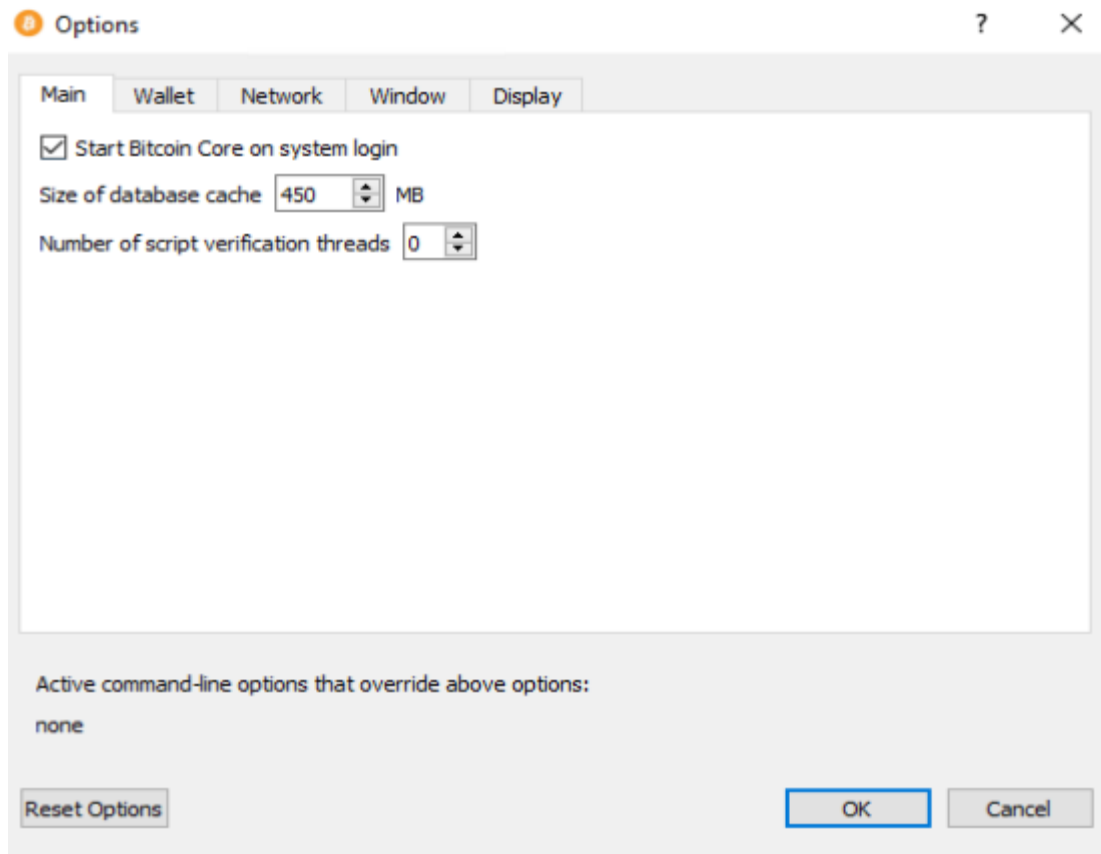 Options
?
Main Wallet Network Window Display
Start Bitcoin Core on system login
Size of database cache 450 MB
Number of script verification threads 0
Active command-line options that override above options:
none
Reset Options OK Cancel